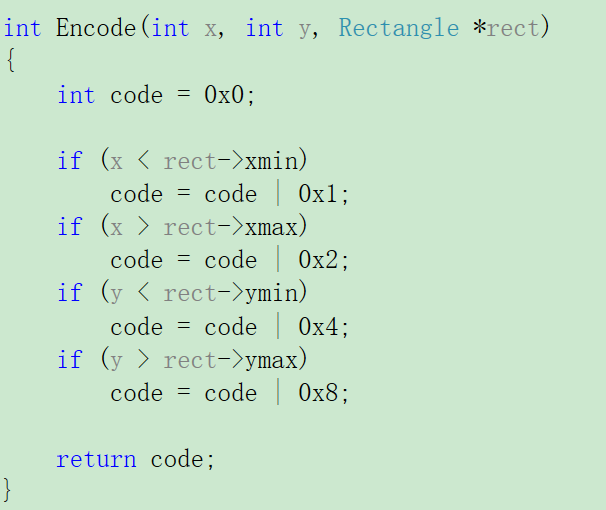 int Encode(int x, int y, Rectangle *rect)
{
    int code = 0x0;

    if (x < rect->xmin)
        code = code | 0x1;
    if (x > rect->xmax)
        code = code | 0x2;
    if (y < rect->ymin)
        code = code | 0x4;
    if (y > rect->ymax)
        code = code | 0x8;

    return code;
}